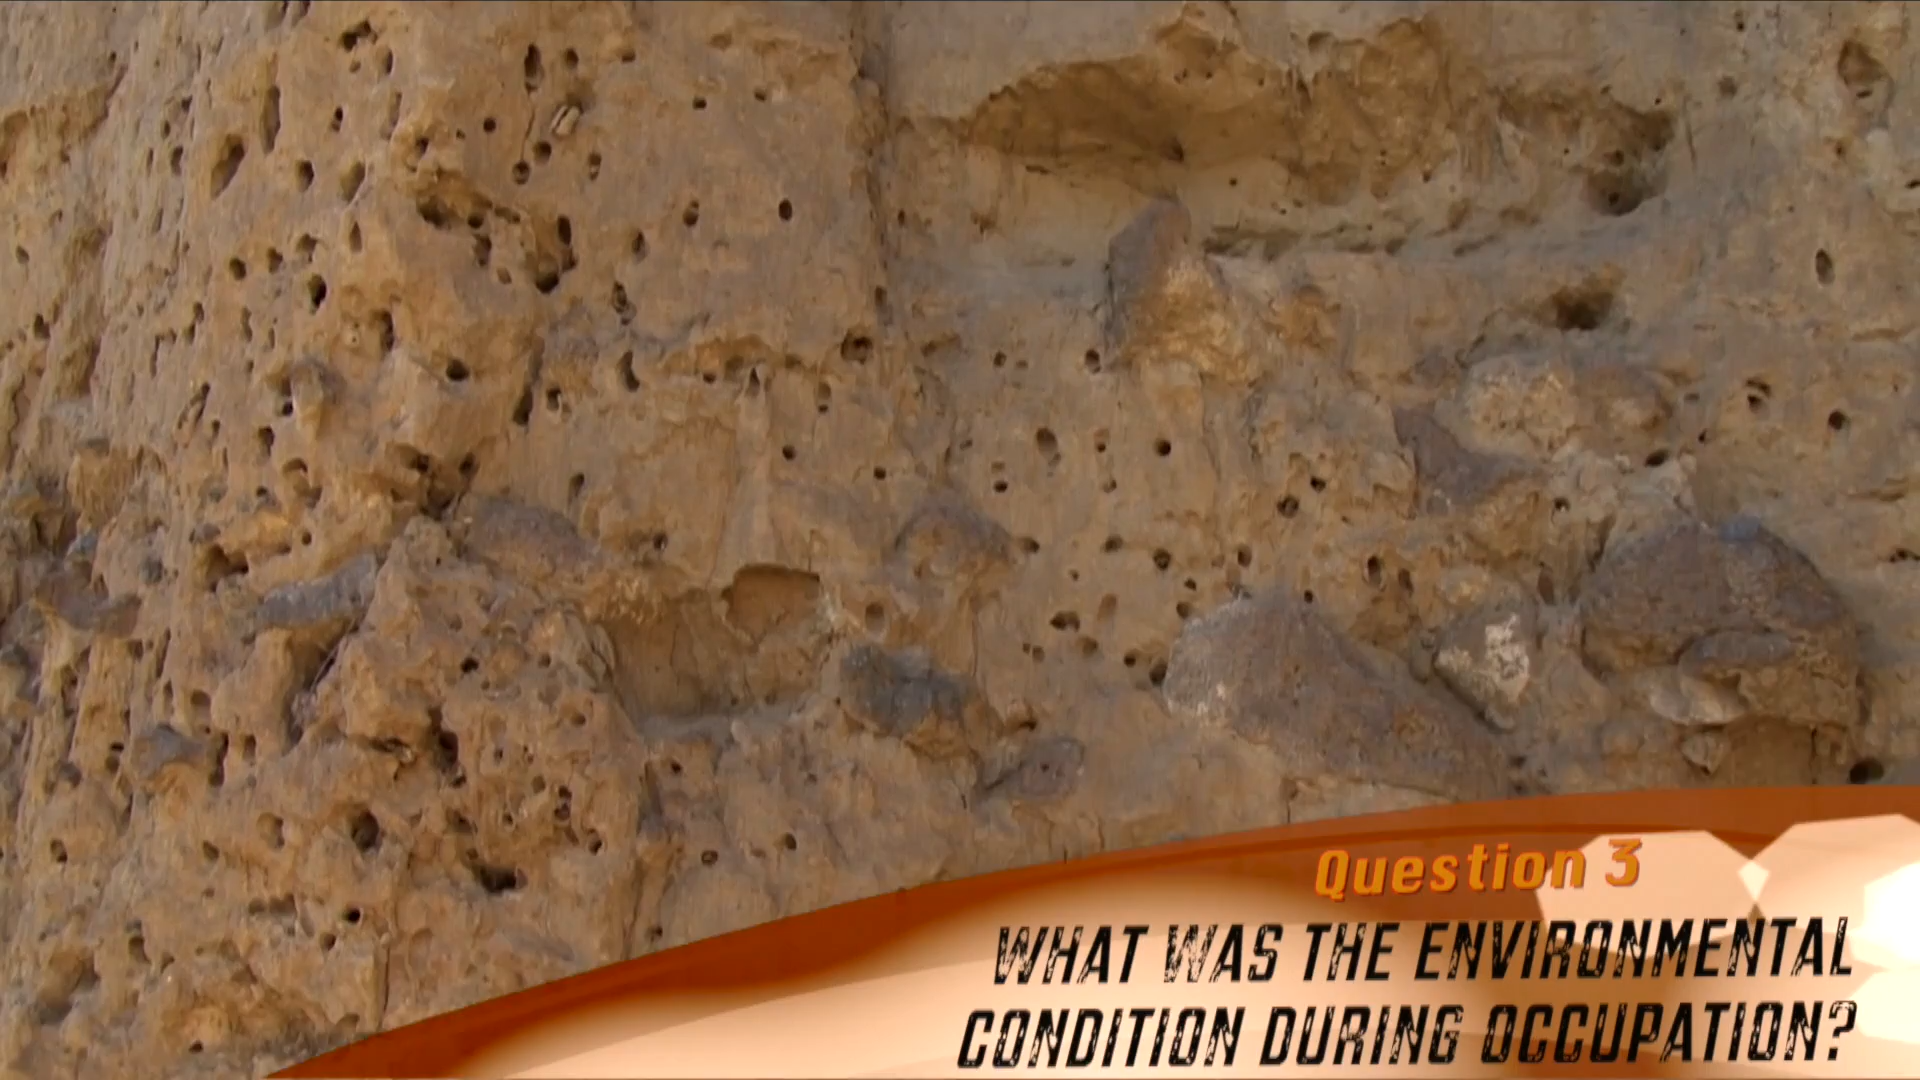 Question 3
WHAT WAS THE ENVIRONMENTAL
CONDITION DURING OCCUPATION?